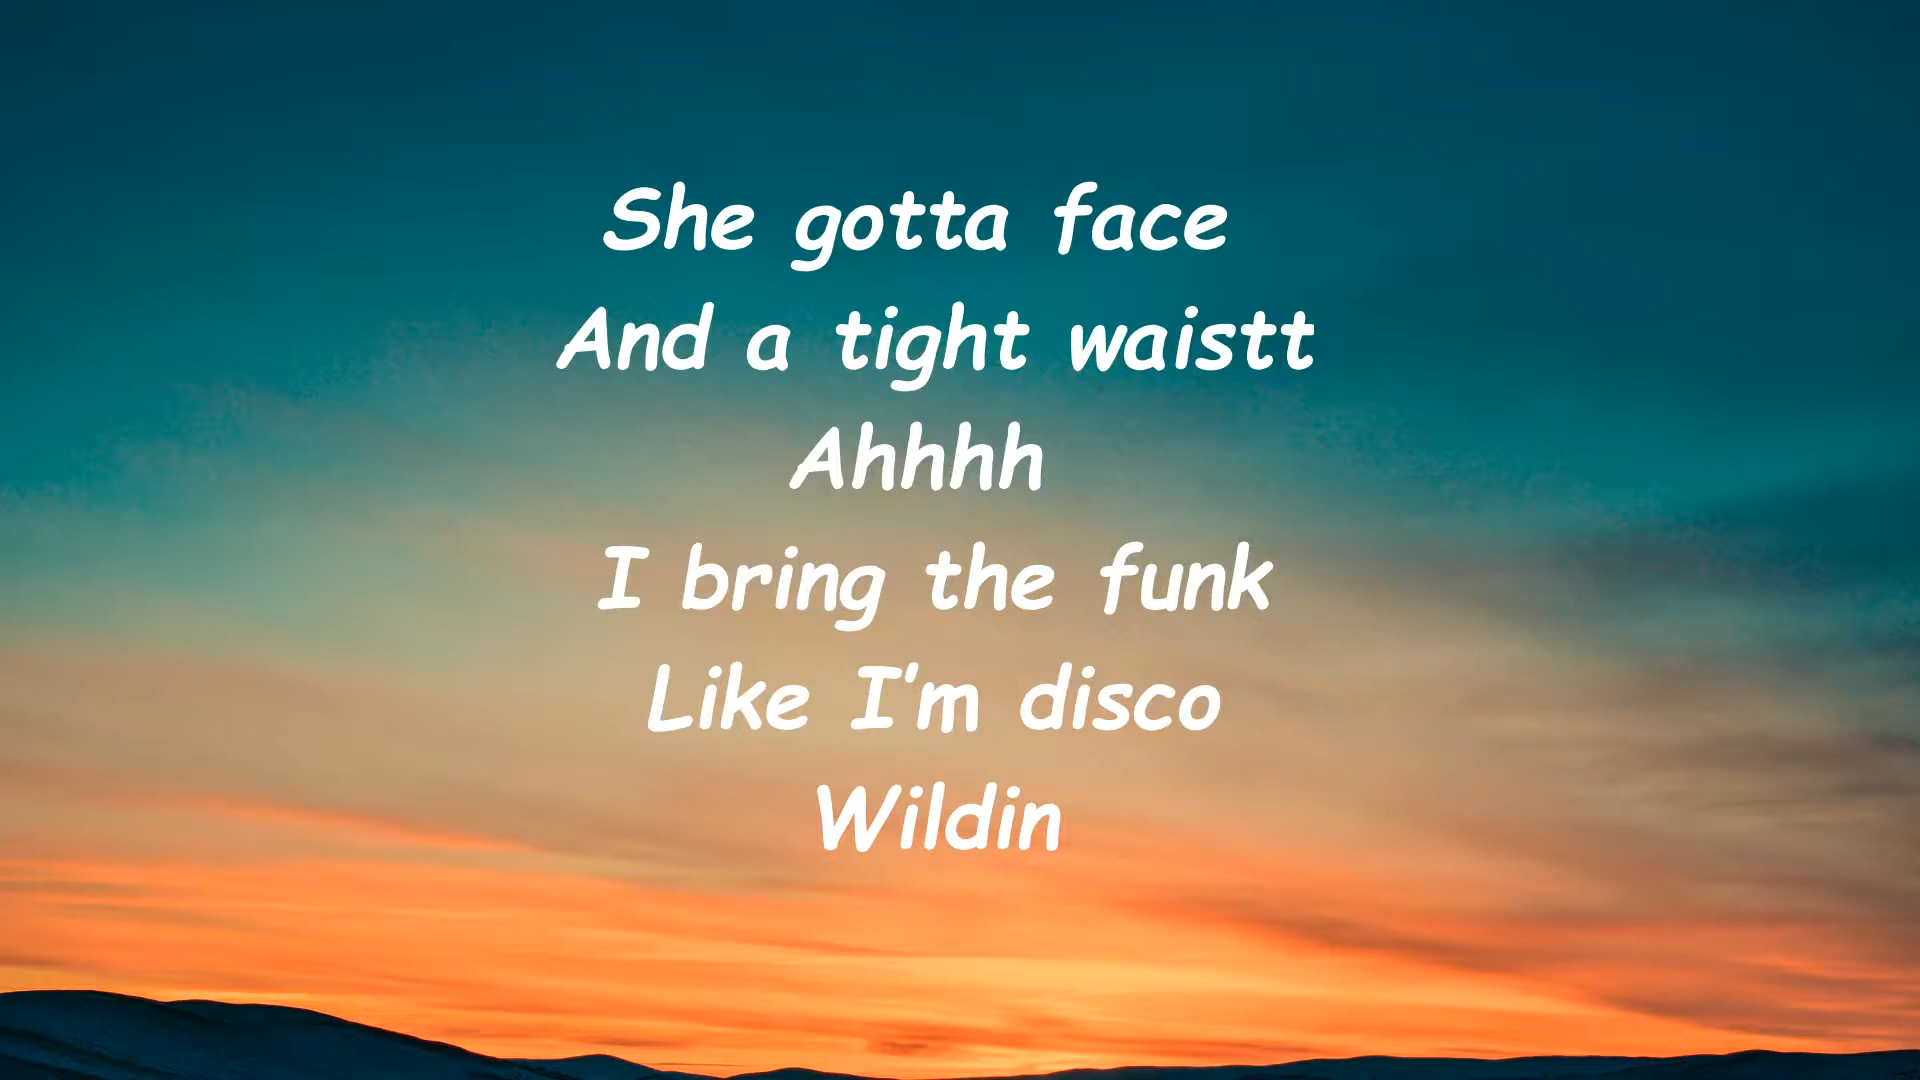 She gotta face
And a tight waistt
Ahhhh
I bring the funk
Like I'm disco
Wildin